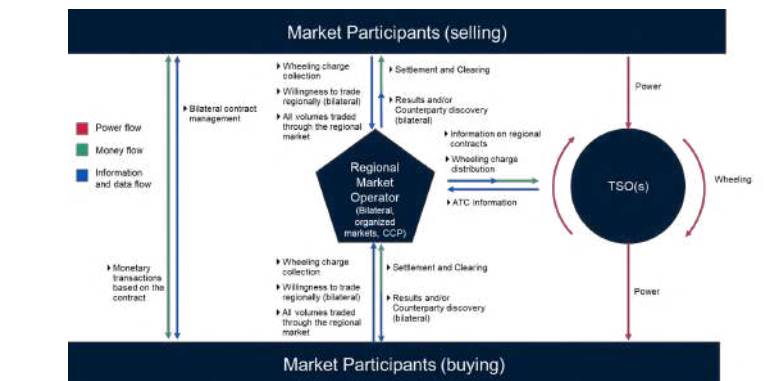 Market Participants (selling)
Wheeling charge
collection
Willingness to trade
regionally (bilateral)
All volumes traded
through the regional
market
Settlement and Clearing
Results and/or
Counterparty discovery
(bilateral)
Power
Bilateral contract
management
Power flow
Money flow
Information
and data flow
Information on regional
contracts
Wheeling charge
distribution
ATC information
Regional
Market
Operator
(Bilateral,
organized
markets, CCP)
TSO(s)
Wheeling
Monetary
transactions
based on the
contract
Wheeling charge
collection
Willingness to trade
regionally (bilateral)
All volumes traded
through the regional
market
Settlement and Clearing
Results and/or
Counterparty discovery
(bilateral)
Power
Market Participants (buying)